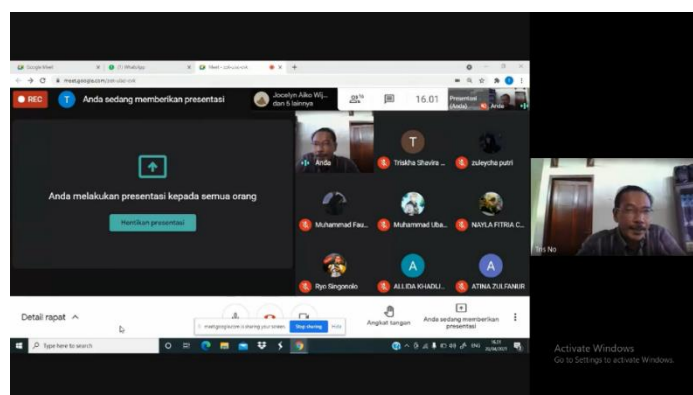 Google Meet
(1) WhatsApp
REC
T
Anda sedang memberikan presentasi
Jocelyn Aiko Wij...
dan 5 lainnya
16
16.01
Presentasi
(Anda)
Anda
Anda melakukan presentasi kepada semua orang
Hentikan presentasi
Anda
T
Triskha Shavira ...
zuleycha putri
Muhammad Fau...
Muhammad Uba...
NAYLA FITRIA C...
Ryo Singonolo
A
ALLIDA KHADIJ...
A
ATINA ZULFANUR
Tris No
Detail rapat
meet.google.com is sharing your screen.
Stop sharing
Hide
Angkat tangan
Anda sedang memberikan
presentasi
Type here to search
Activate Windows
Go to Settings to activate Windows.